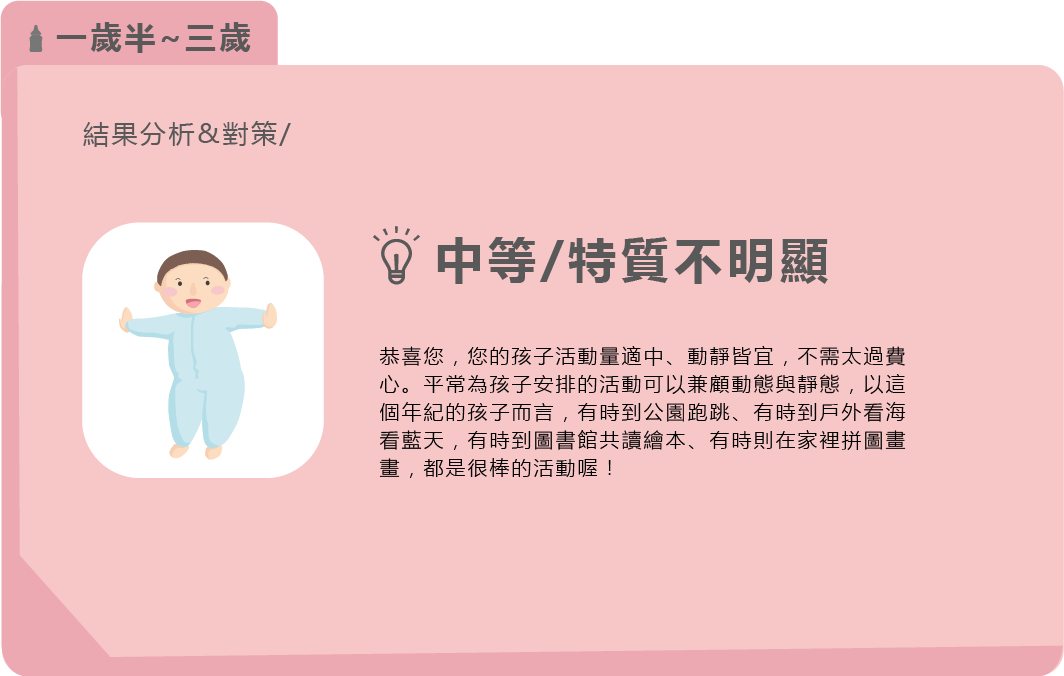 一歲半~三歲
結果分析&對策/
中等/特質不明顯
恭喜您，您的孩子活動量適中、動靜皆宜，不需太過費
心。平常為孩子安排的活動可以兼顧動態與靜態，以這
個年紀的孩子而言，有時到公園跑跳、有時到戶外看海
看藍天，有時到圖書館共讀繪本、有時則在家裡拼圖畫
畫，都是很棒的活動喔！